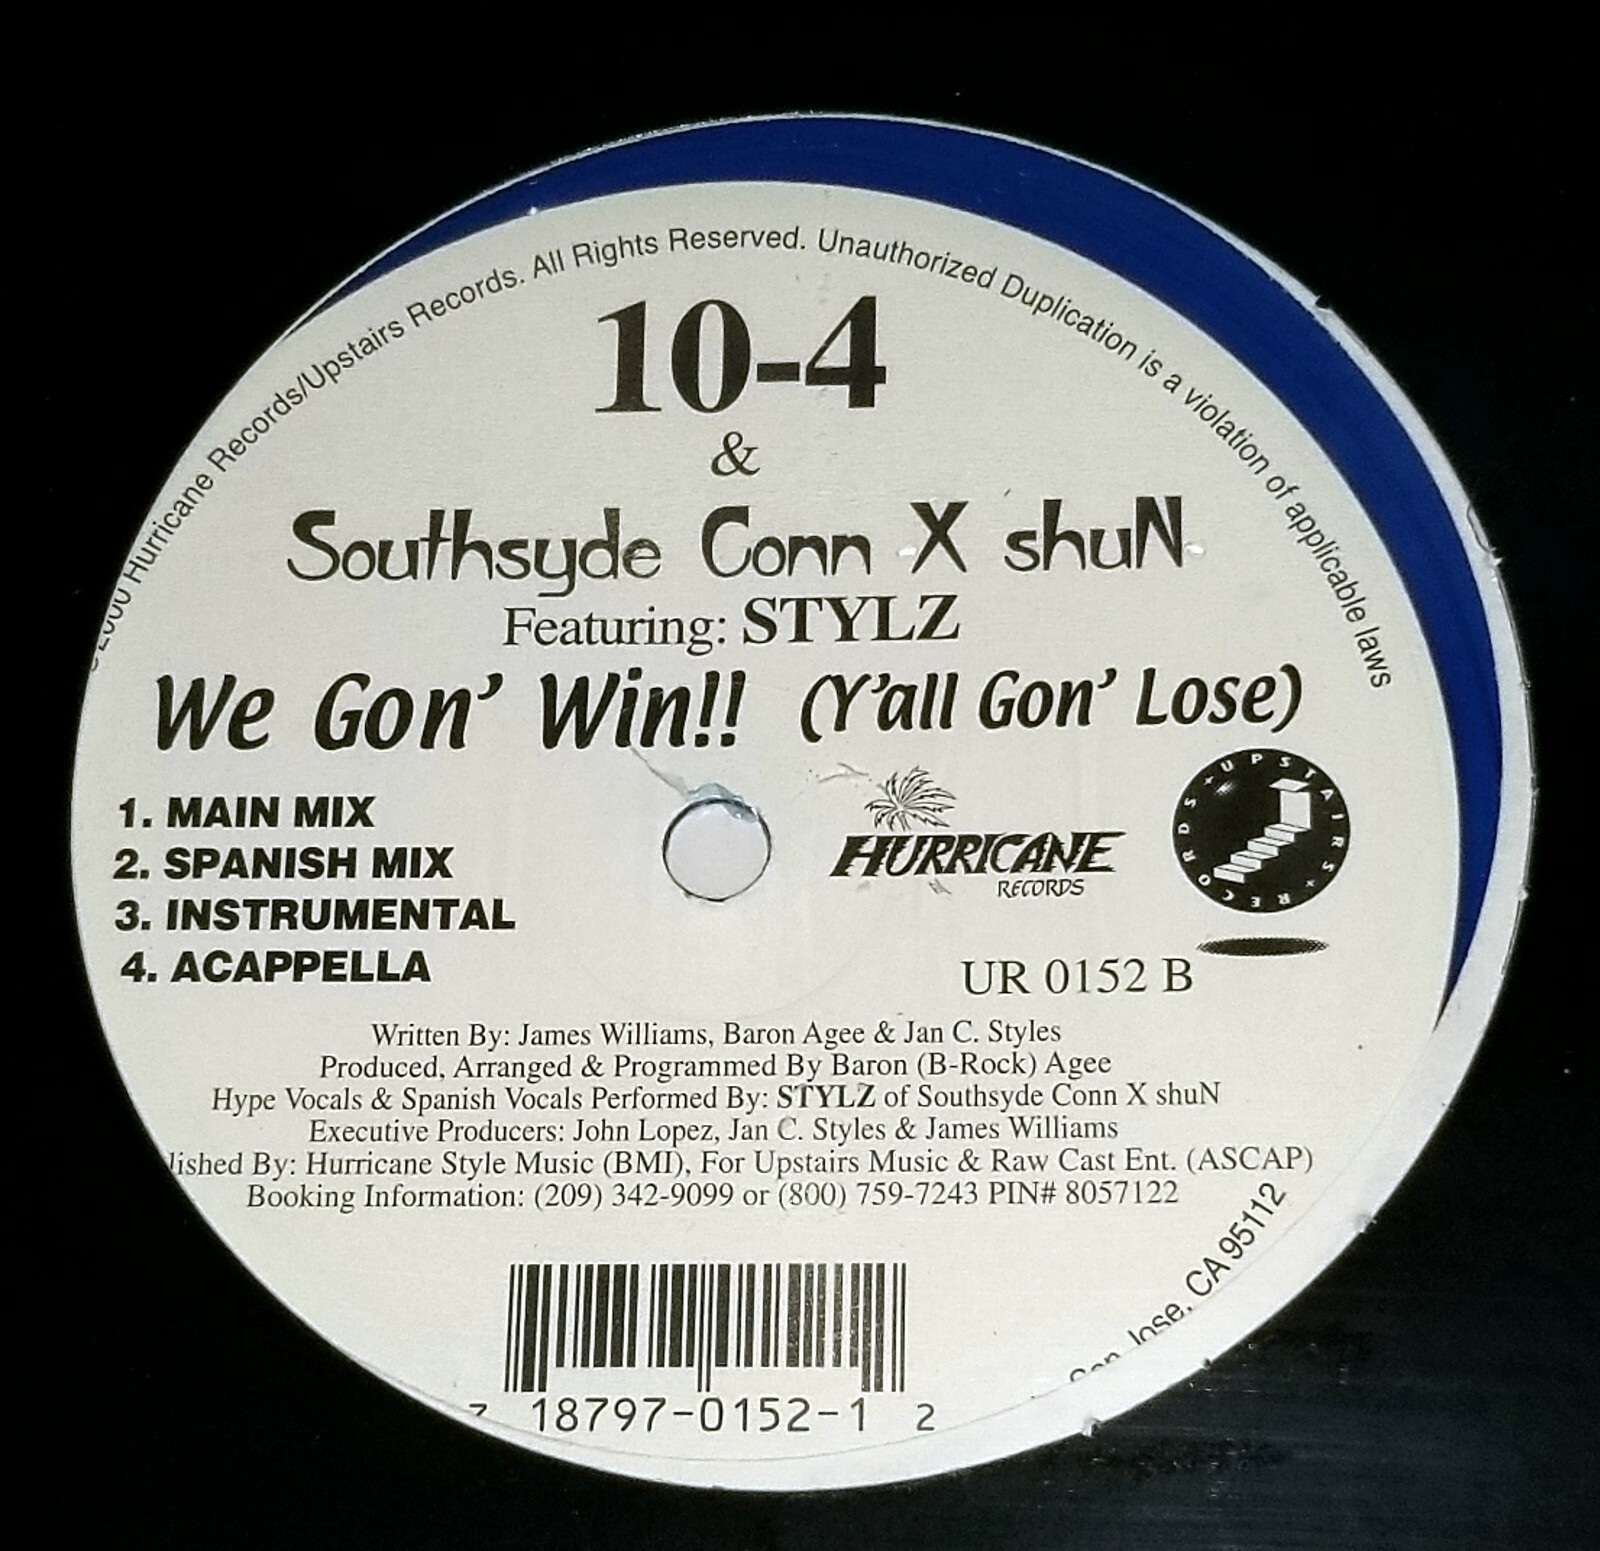 2000 Hurricane Records/Upstairs Records. All Rights Reserved. Unauthorized Duplication is a violation of applicable laws
10-4
&
Southsyde Conn X shuN
Featuring: STYLZ
We Gon' Win!! (Y'all Gon' Lose)
1. MAIN MIX
2. SPANISH MIX
3. INSTRUMENTAL
4. ACAPPELLA
HURRICANE
RECORDS
UPSTAIRS * RECORDS *
UR 0152 B
Written By: James Williams, Baron Agee & Jan C. Styles
Produced, Arranged & Programmed By Baron (B-Rock) Agee
Hype Vocals & Spanish Vocals Performed By: STYLZ of Southsyde Conn X shuN
Executive Producers: John Lopez, Jan C. Styles & James Williams
lished By: Hurricane Style Music (BMI), For Upstairs Music & Raw Cast Ent. (ASCAP)
Booking Information: (209) 342-9099 or (800) 759-7243 PIN# 8057122
San Jose, CA 95112
7 18797-0152-1 2